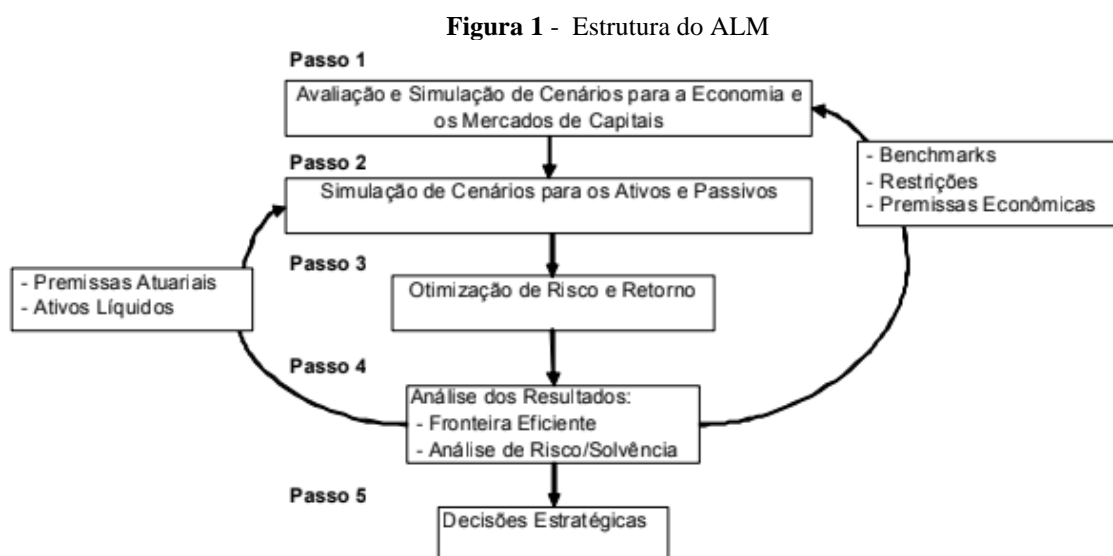 Figura 1 - Estrutura do ALM
Passo 1
Avaliação e Simulação de Cenários para a Economia e
os Mercados de Capitais
- Benchmarks
- Restrições
- Premissas Econômicas
Passo 2
Simulação de Cenários para os Ativos e Passivos
Passo 3
Otimização de Risco e Retorno
- Premissas Atuariais
- Ativos Líquidos
Passo 4
Análise dos Resultados:
- Fronteira Eficiente
- Análise de Risco/Solvência
Passo 5
Decisões Estratégicas